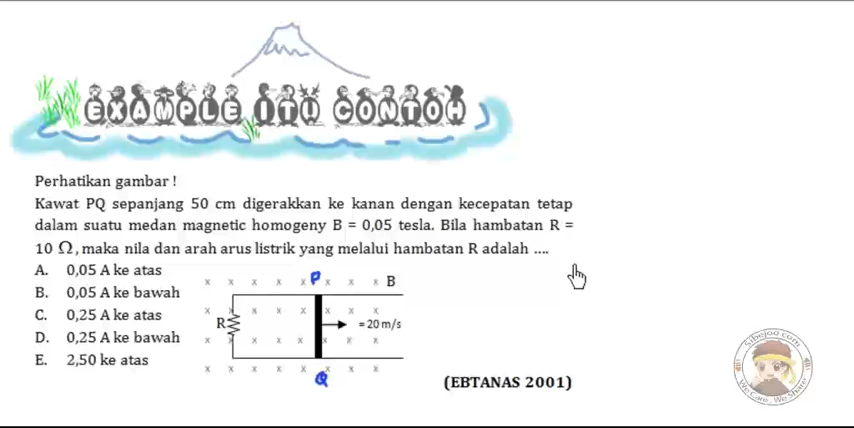 EXAMPLE ITU CONTOH
Perhatikan gambar !
Kawat PQ sepanjang 50 cm digerakkan ke kanan dengan kecepatan tetap
dalam suatu medan magnetic homogeny B = 0,05 tesla. Bila hambatan R =
10 Ω, maka nila dan arah arus listrik yang melalui hambatan R adalah ....
A. 0,05 A ke atas
B. 0,05 A ke bawah
C. 0,25 A ke atas
D. 0,25 A ke bawah
E. 2,50 ke atas
x x x x x P x x x B
x x x x x x x
R = 20 m/s
x x x x x x x x
x x x x x x x x
Q
(EBTANAS 2001)
Sibejoo.com
We Care, We Share